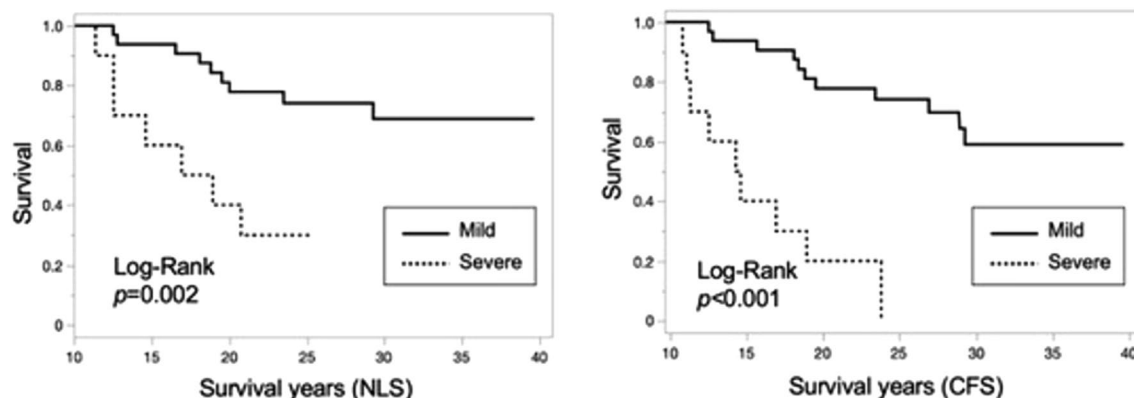 1.0
0.8
0.6
0.4
0.2
0
Survival
Log-Rank
p=0.002
Mild
Severe
10 15 20 25 30 35 40
Survival years (NLS)
1.0
0.8
0.6
0.4
0.2
0
Survival
Log-Rank
p<0.001
Mild
Severe
10 15 20 25 30 35 40
Survival years (CFS)